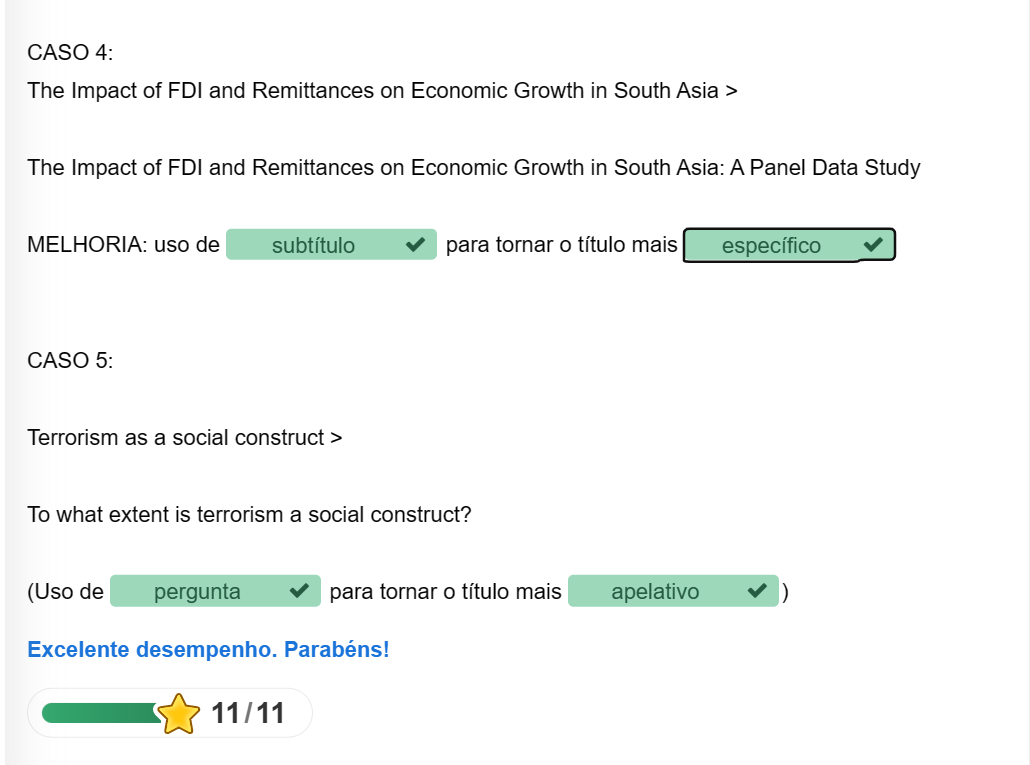 CASO 4:
The Impact of FDI and Remittances on Economic Growth in South Asia >
The Impact of FDI and Remittances on Economic Growth in South Asia: A Panel Data Study
MELHORIA: uso de subtítulo para tornar o título mais específico
CASO 5:
Terrorism as a social construct >
To what extent is terrorism a social construct?
(Uso de pergunta para tornar o título mais apelativo)
Excelente desempenho. Parabéns!
11/11